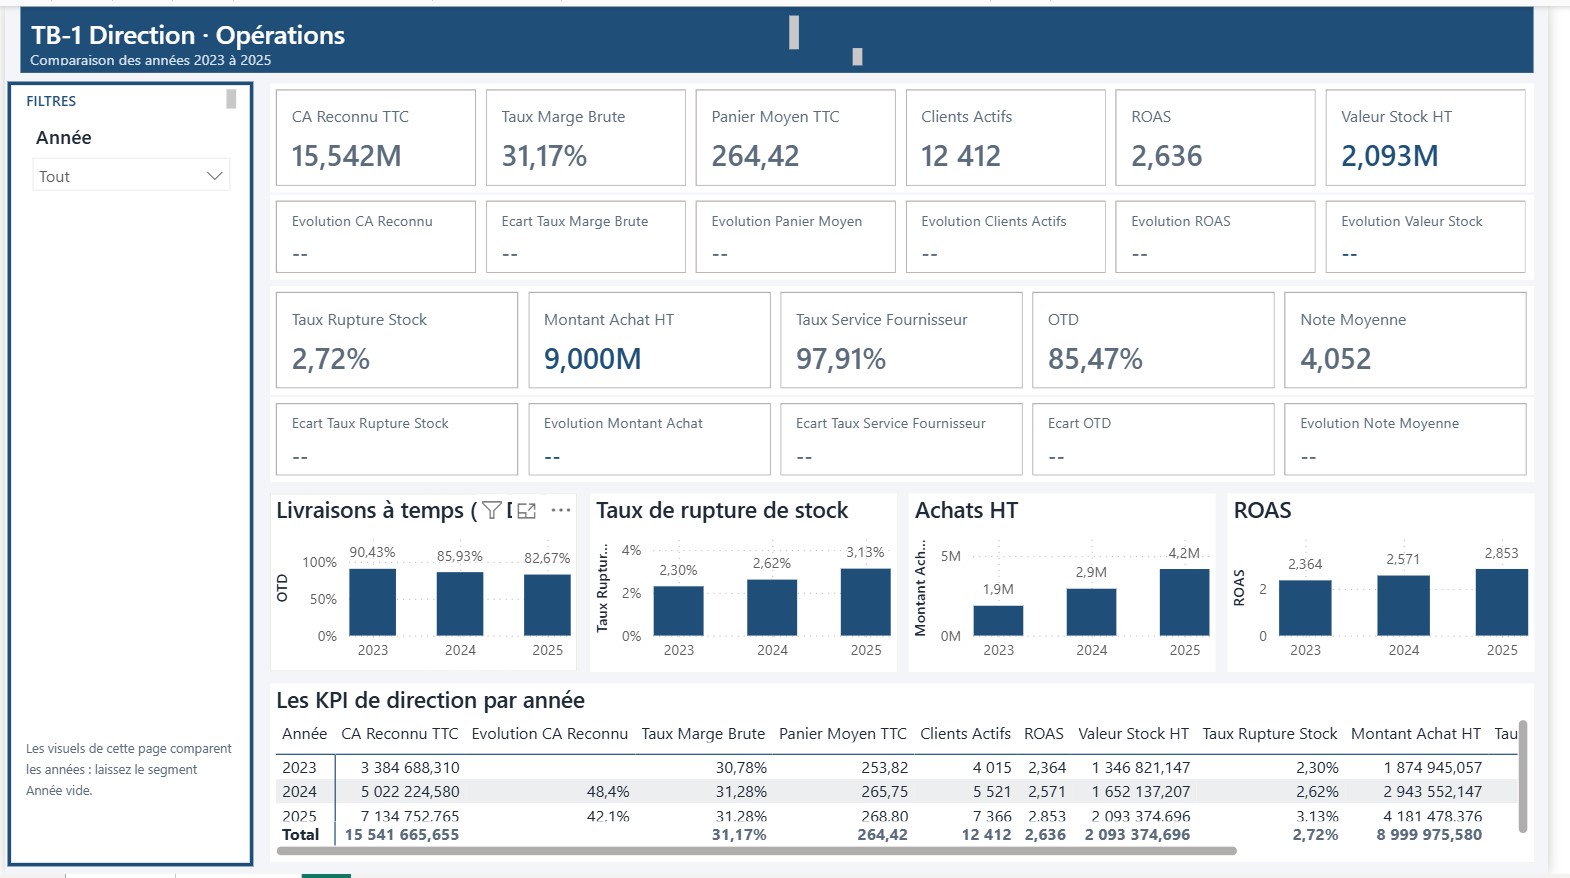 TB-1 Direction · Opérations
Comparaison des années 2023 à 2025
FILTRES
Année
Tout
Les visuels de cette page comparent
les années : laissez le segment
Année vide.
CA Reconnu TTC
15,542M
Taux Marge Brute
31,17%
Panier Moyen TTC
264,42
Clients Actifs
12 412
ROAS
2,636
Valeur Stock HT
2,093M
Evolution CA Reconnu
--
Ecart Taux Marge Brute
--
Evolution Panier Moyen
--
Evolution Clients Actifs
--
Evolution ROAS
--
Evolution Valeur Stock
--
Taux Rupture Stock
2,72%
Montant Achat HT
9,000M
Taux Service Fournisseur
97,91%
OTD
85,47%
Note Moyenne
4,052
Ecart Taux Rupture Stock
--
Evolution Montant Achat
--
Ecart Taux Service Fournisseur
--
Ecart OTD
--
Evolution Note Moyenne
--
Livraisons à temps (
OTD
100%
50%
0%
90,43%
85,93%
82,67%
2023 2024 2025
Taux de rupture de stock
Taux Ruptur...
4%
2%
0%
2,30%
2,62%
3,13%
2023 2024 2025
Achats HT
Montant Ach...
5M
0M
1,9M
2,9M
4,2M
2023 2024 2025
ROAS
ROAS
2
0
2,364
2,571
2,853
2023 2024 2025
Les KPI de direction par année
Année CA Reconnu TTC Evolution CA Reconnu Taux Marge Brute Panier Moyen TTC Clients Actifs ROAS Valeur Stock HT Taux Rupture Stock Montant Achat HT Tau
2023 3 384 688,310 30,78% 253,82 4 015 2,364 1 346 821,147 2,30% 1 874 945,057
2024 5 022 224,580 48,4% 31,28% 265,75 5 521 2,571 1 652 137,207 2,62% 2 943 552,147
2025 7 134 752,765 42,1% 31,28% 268,80 7 366 2,853 2 093 374,696 3,13% 4 181 478,376
Total 15 541 665,655 31,17% 264,42 12 412 2,636 2 093 374,696 2,72% 8 999 975,580